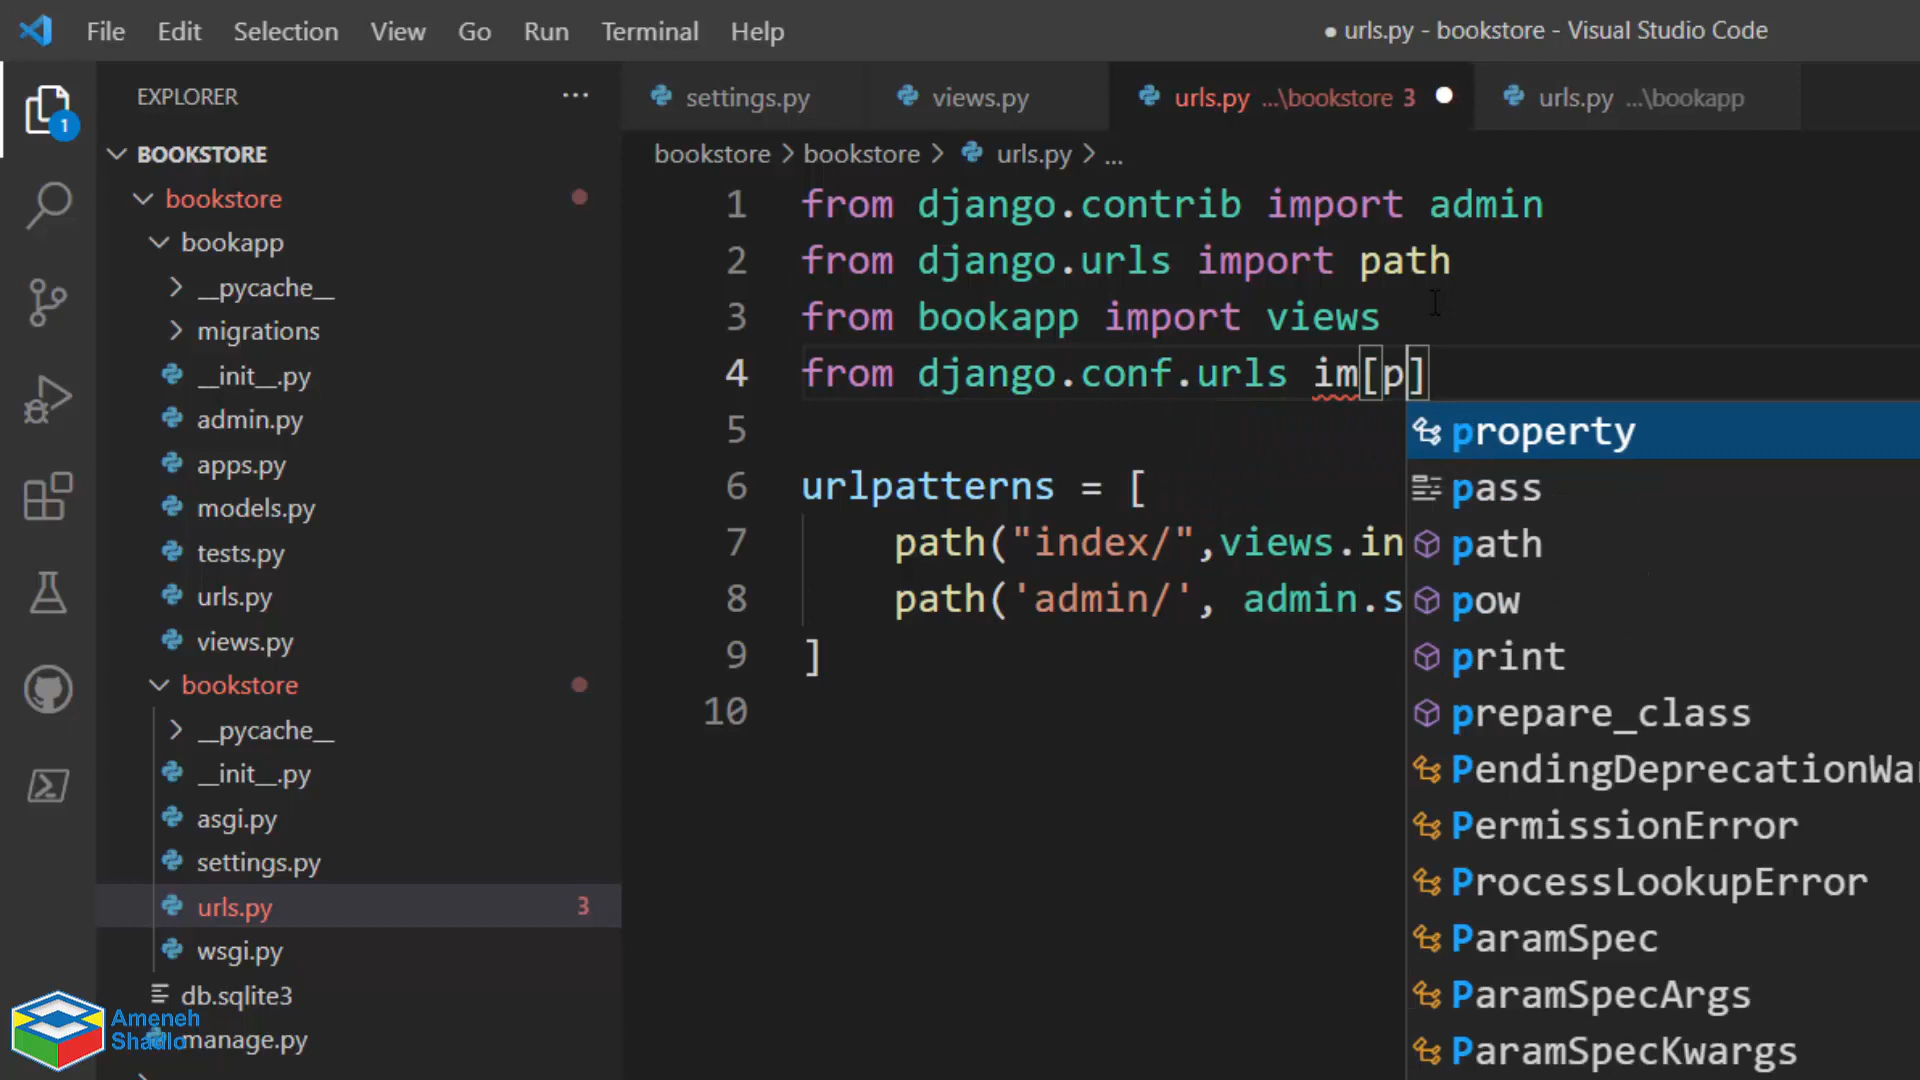 File Edit Selection View Go Run Terminal Help
● urls.py - bookstore - Visual Studio Code
EXPLORER ...
1
settings.py
views.py
urls.py ...\bookstore 3 ●
urls.py ...\bookapp
bookstore > bookstore > urls.py > ...
BOOKSTORE
bookstore
bookapp
__pycache__
migrations
__init__.py
admin.py
apps.py
models.py
tests.py
urls.py
views.py
bookstore
__pycache__
__init__.py
asgi.py
settings.py
urls.py 3
wsgi.py
db.sqlite3
manage.py
1 from django.contrib import admin
2 from django.urls import path
3 from bookapp import views
4 from django.conf.urls im[p]
5
6 urlpatterns = [
7 path("index/",views.in
8 path('admin/', admin.s
9 ]
10
property
pass
path
pow
print
prepare_class
PendingDeprecationWa
PermissionError
ProcessLookupError
ParamSpec
ParamSpecArgs
ParamSpecKwargs
Ameneh
Shadlo